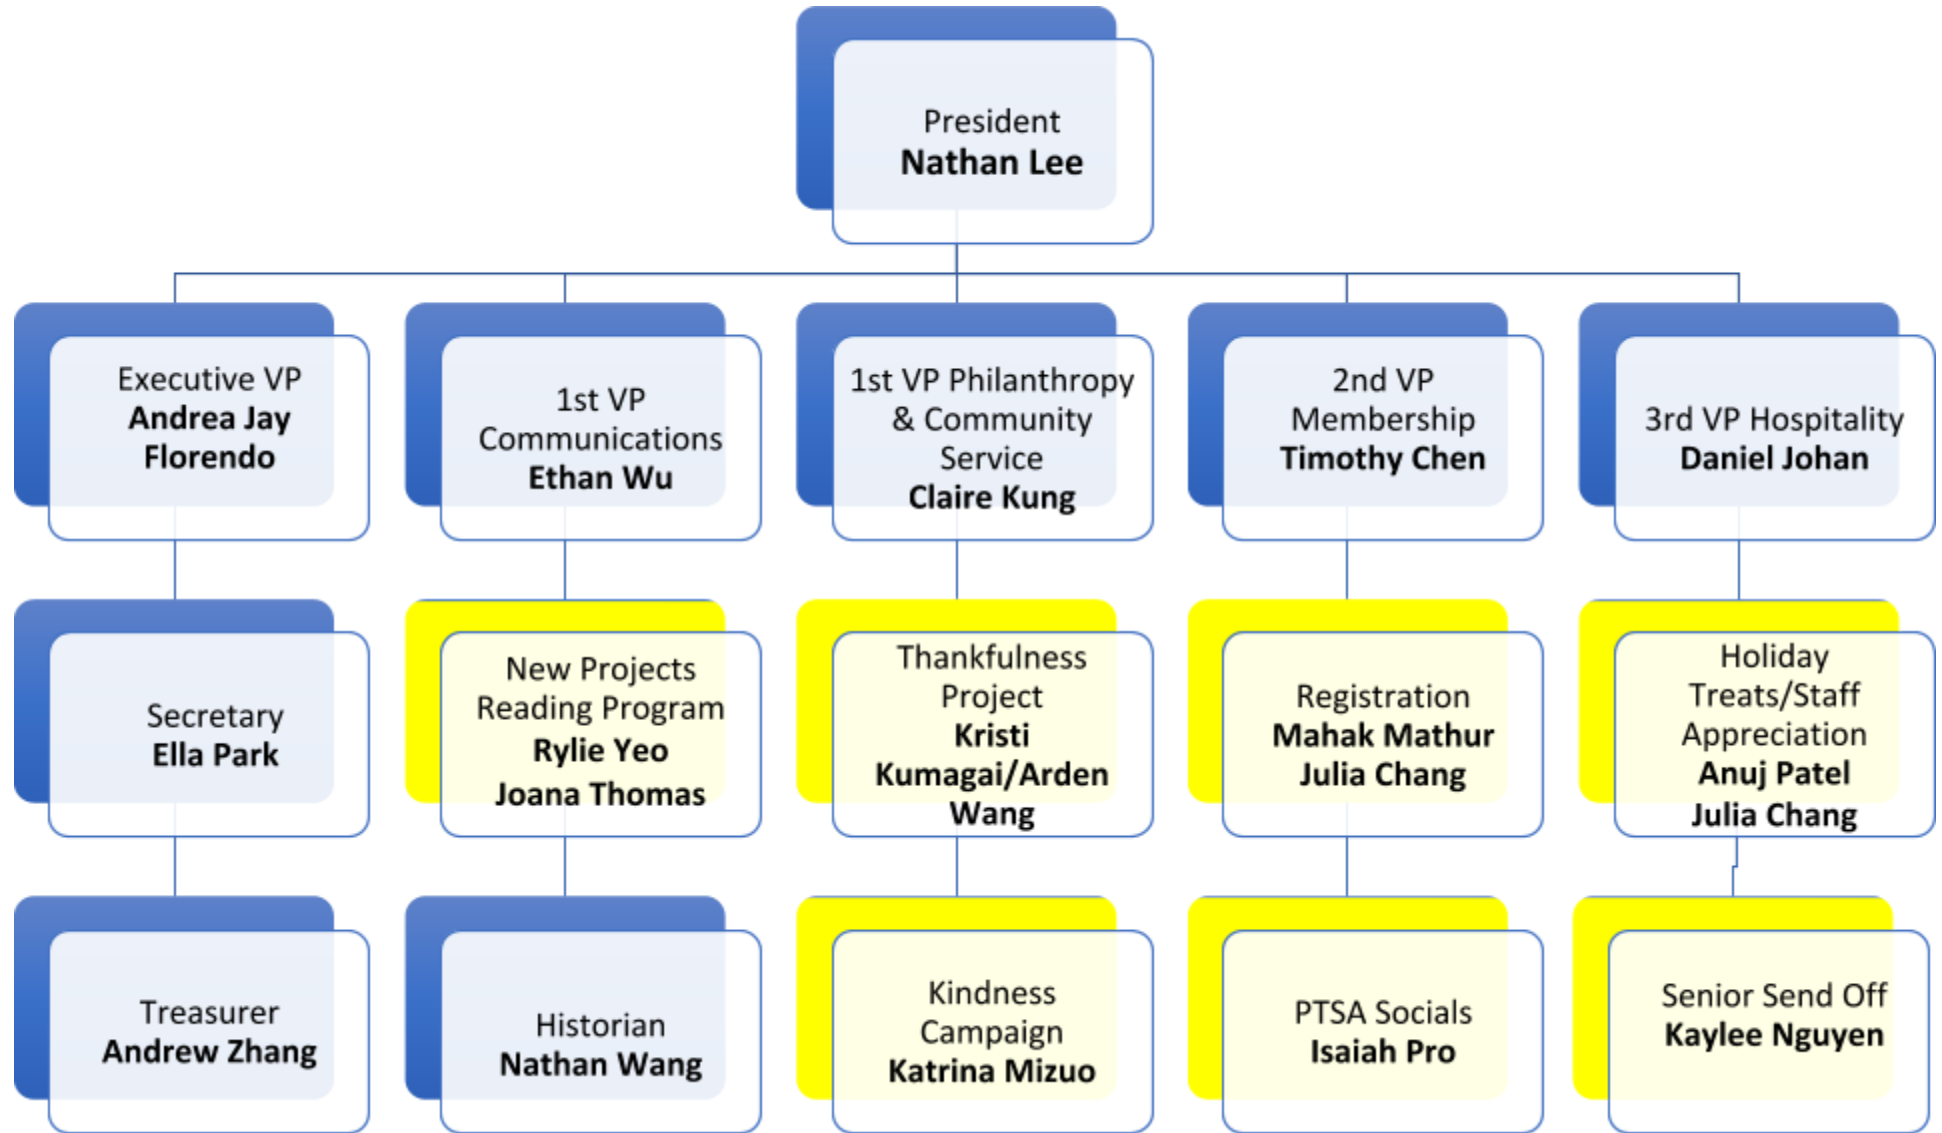 President
Nathan Lee
Executive VP
Andrea Jay
Florendo
1st VP
Communications
Ethan Wu
1st VP Philanthropy
& Community
Service
Claire Kung
2nd VP
Membership
Timothy Chen
3rd VP Hospitality
Daniel Johan
Secretary
Ella Park
New Projects
Reading Program
Rylie Yeo
Joana Thomas
Thankfulness
Project
Kristi
Kumagai/Arden
Wang
Registration
Mahak Mathur
Julia Chang
Holiday
Treats/Staff
Appreciation
Anuj Patel
Julia Chang
Treasurer
Andrew Zhang
Historian
Nathan Wang
Kindness
Campaign
Katrina Mizuo
PTSA Socials
Isaiah Pro
Senior Send Off
Kaylee Nguyen